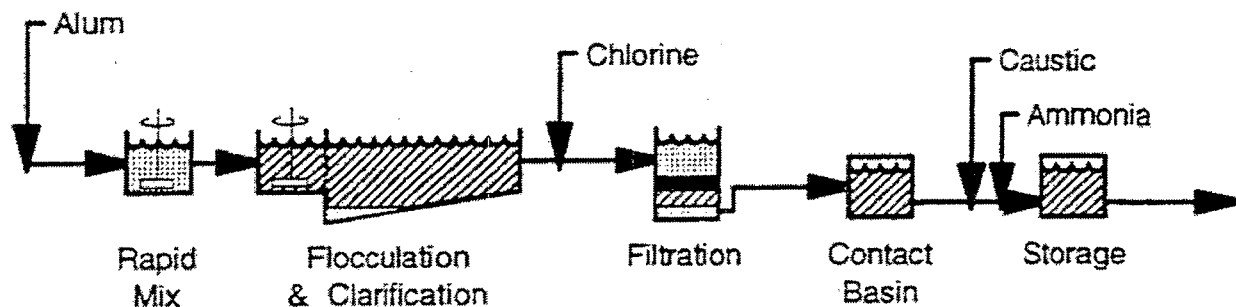 Alum
Chlorine
Caustic
Ammonia
Rapid
Mix
Flocculation
& Clarification
Filtration
Contact
Basin
Storage